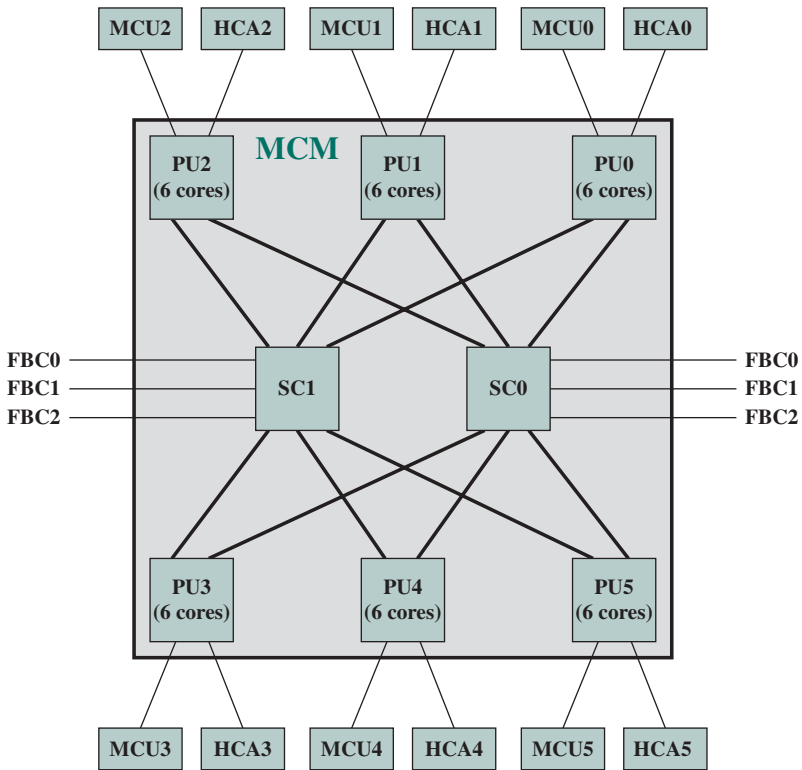 MCU2
HCA2
MCU1
HCA1
MCU0
HCA0
MCM
PU2
(6 cores)
PU1
(6 cores)
PU0
(6 cores)
FBC0
FBC1
FBC2
SC1
SC0
FBC0
FBC1
FBC2
PU3
(6 cores)
PU4
(6 cores)
PU5
(6 cores)
MCU3
HCA3
MCU4
HCA4
MCU5
HCA5